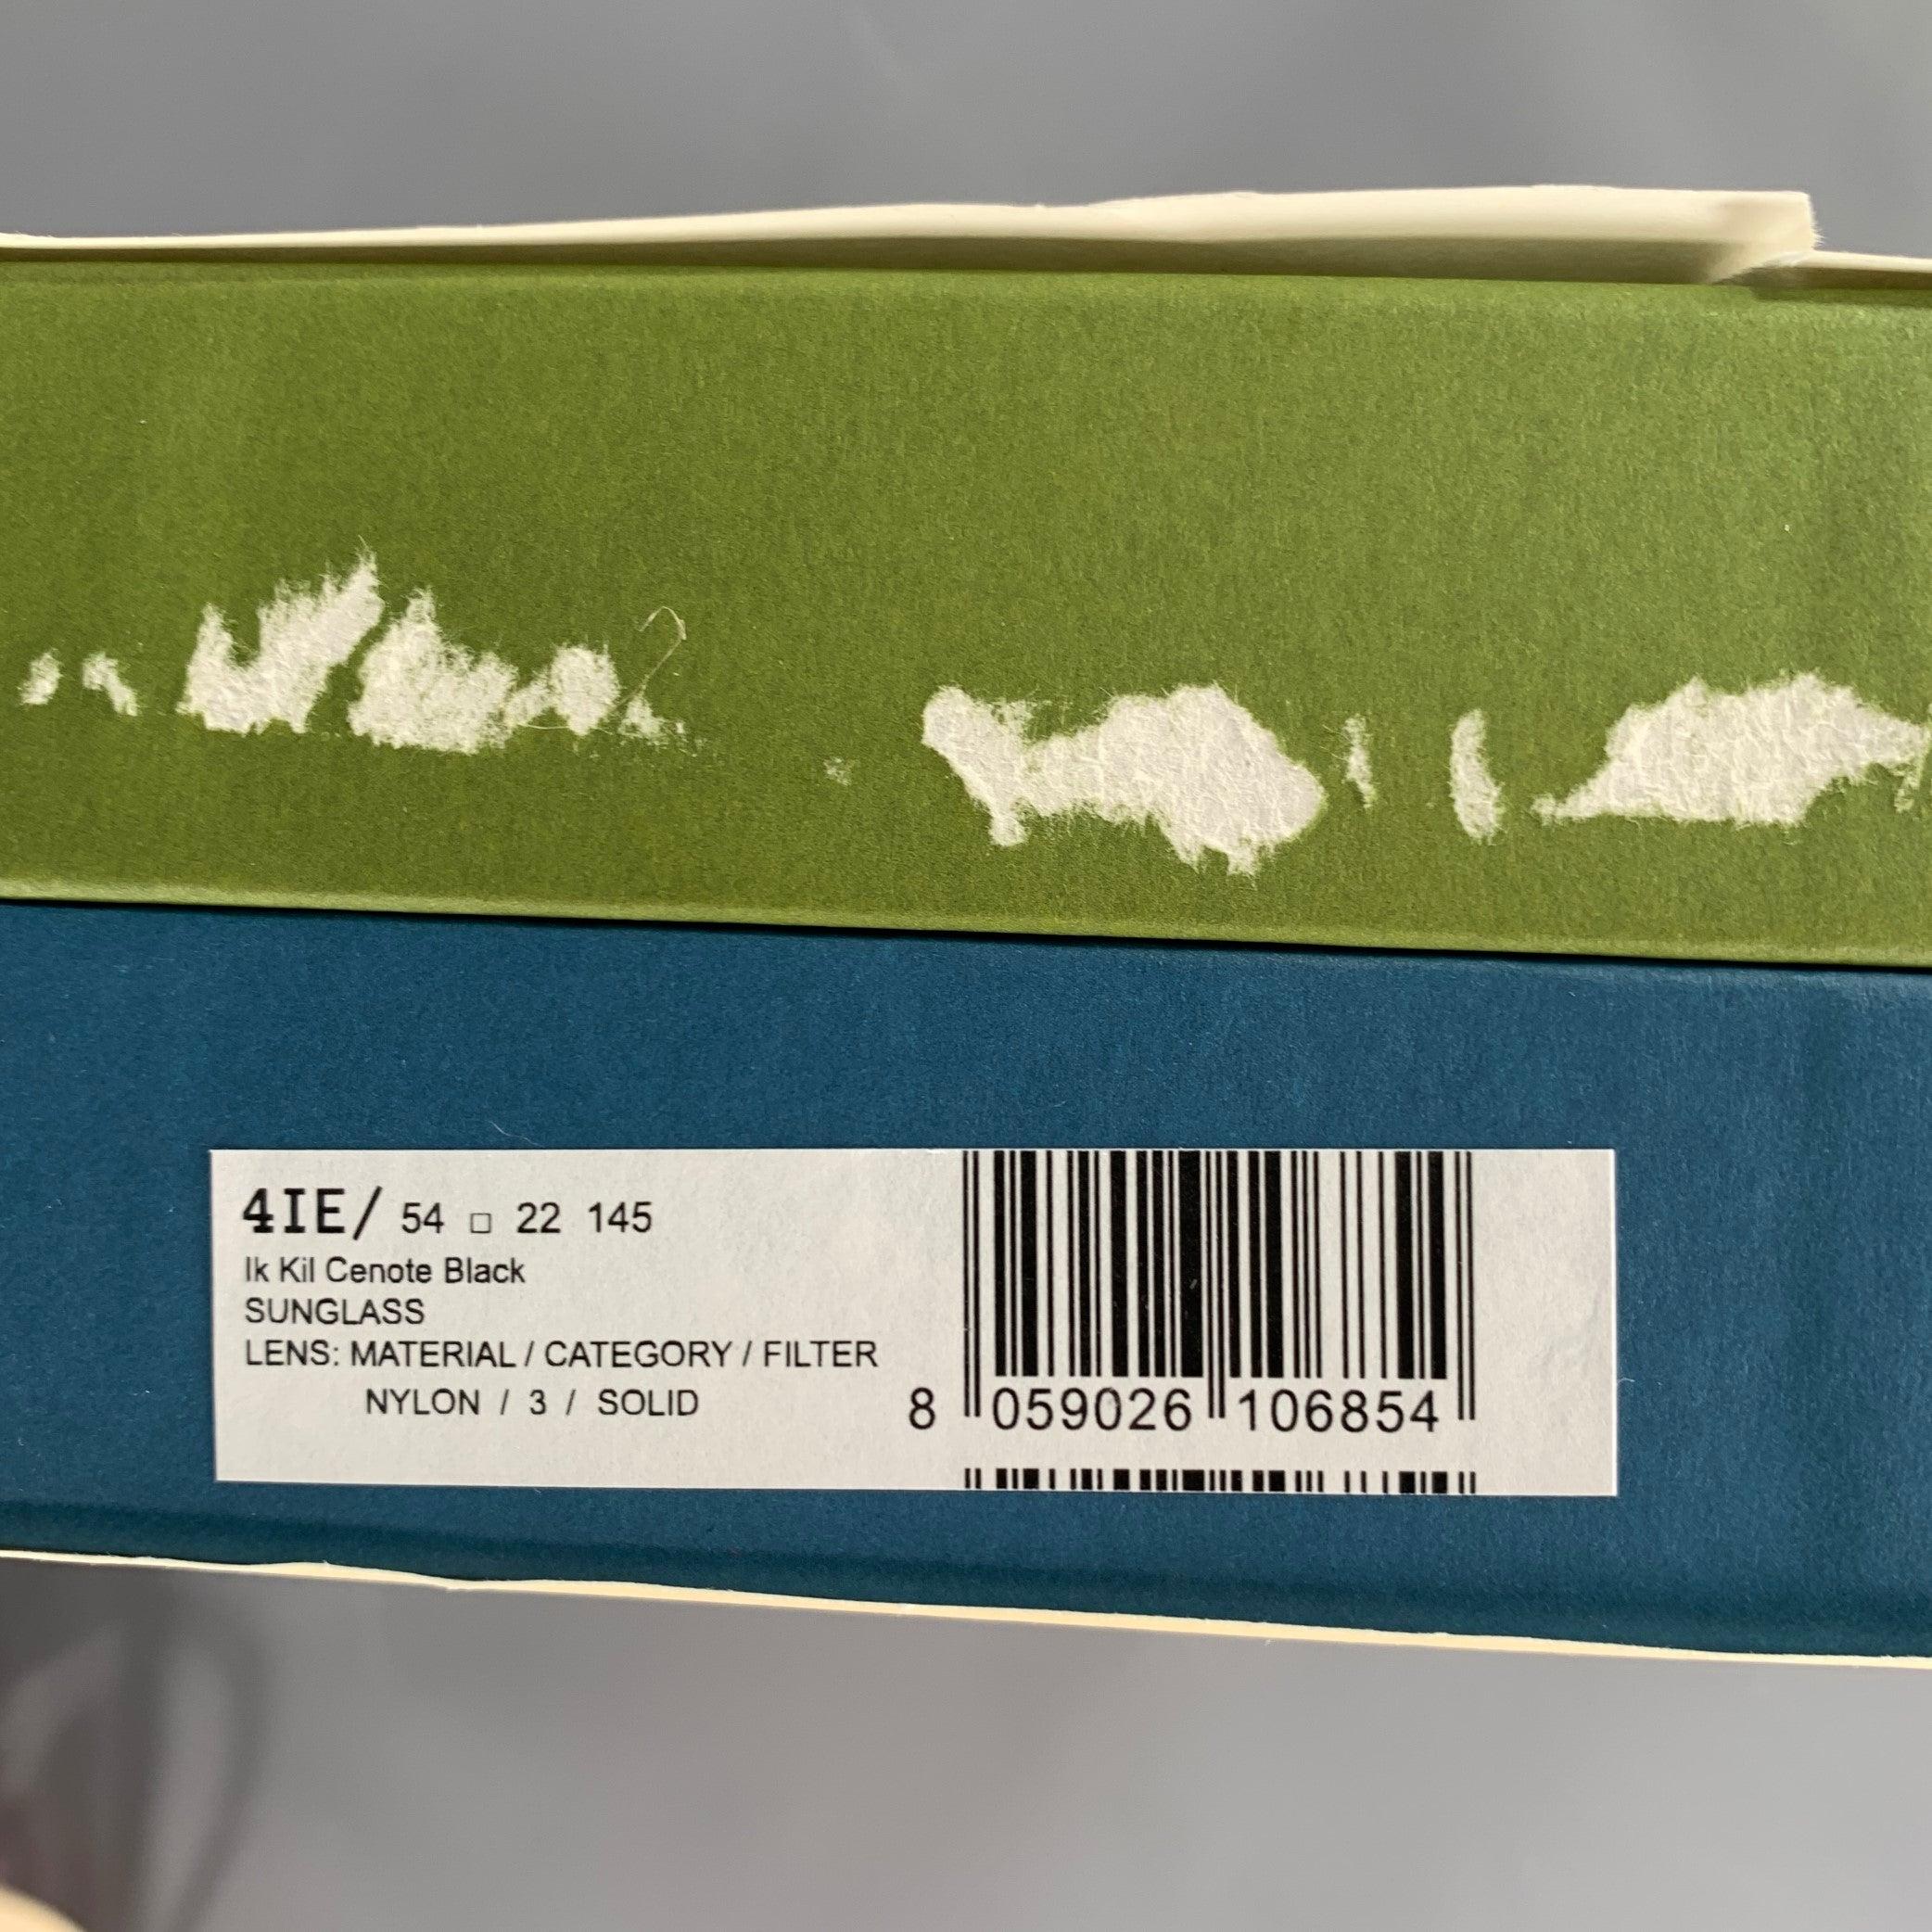 4IE/ 54 □ 22 145
Ik Kil Cenote Black
SUNGLASS
LENS: MATERIAL / CATEGORY / FILTER
NYLON / 3 / SOLID
8 059026 106854